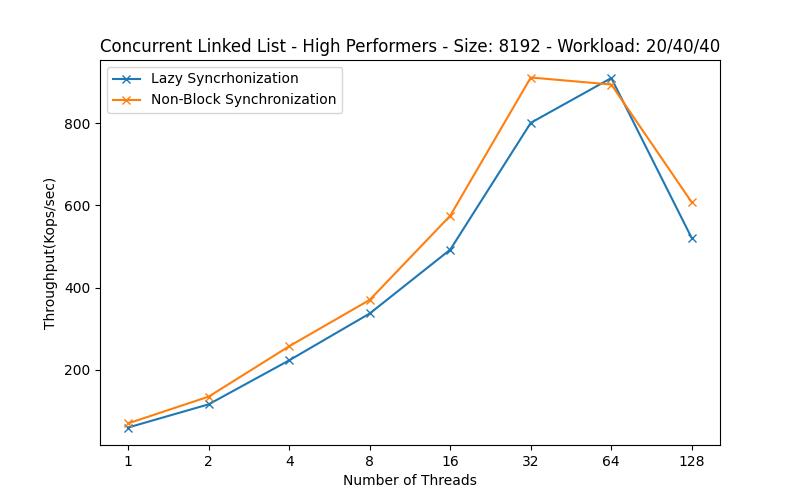 Concurrent Linked List - High Performers - Size: 8192 - Workload: 20/40/40
Lazy Syncrhonization
Non-Block Synchronization
800
600
400
200
Throughput(Kops/sec)
1 2 4 8 16 32 64 128
Number of Threads